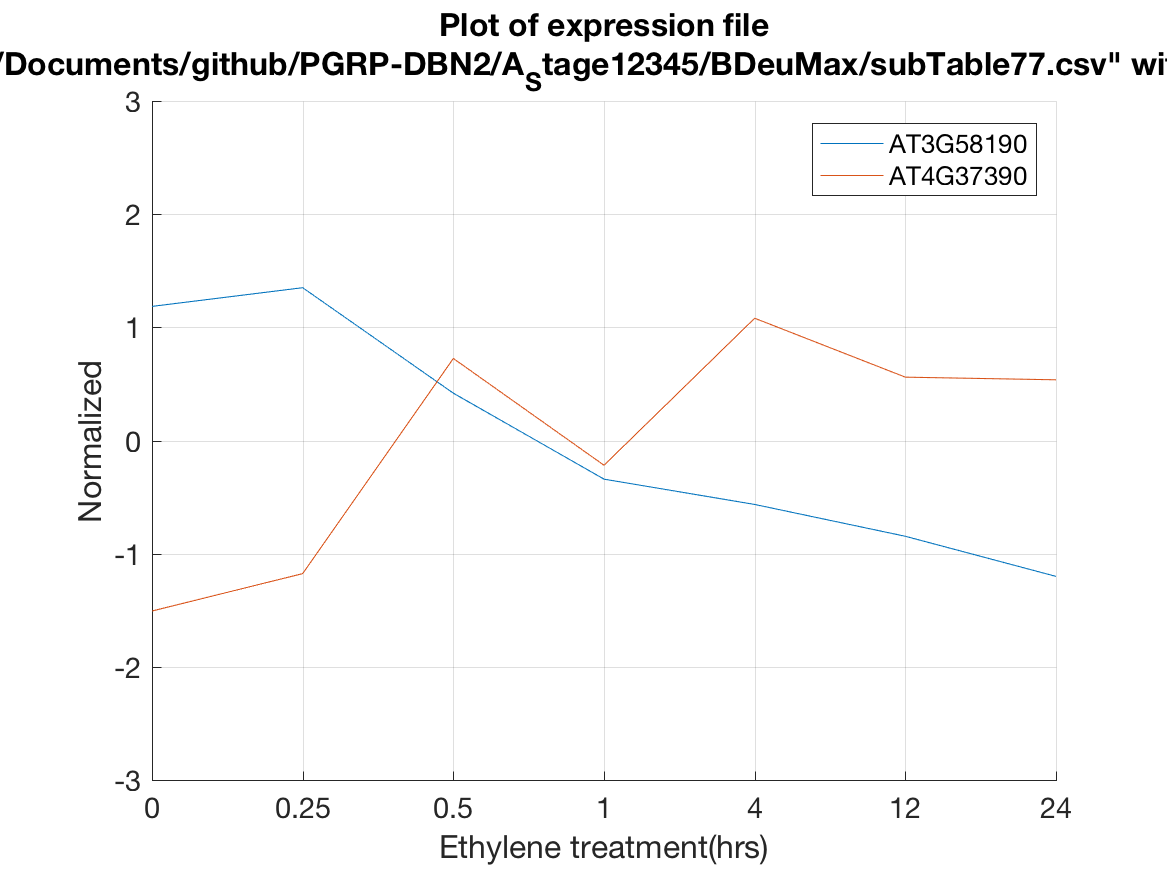 Plot of expression file
/Documents/github/PGRP-DBN2/AStage12345/BDeuMax/subTable77.csv" wi
3
2
1
0
-1
-2
-3
Normalized
AT3G58190
AT4G37390
0 0.25 0.5 1 4 12 24
Ethylene treatment(hrs)